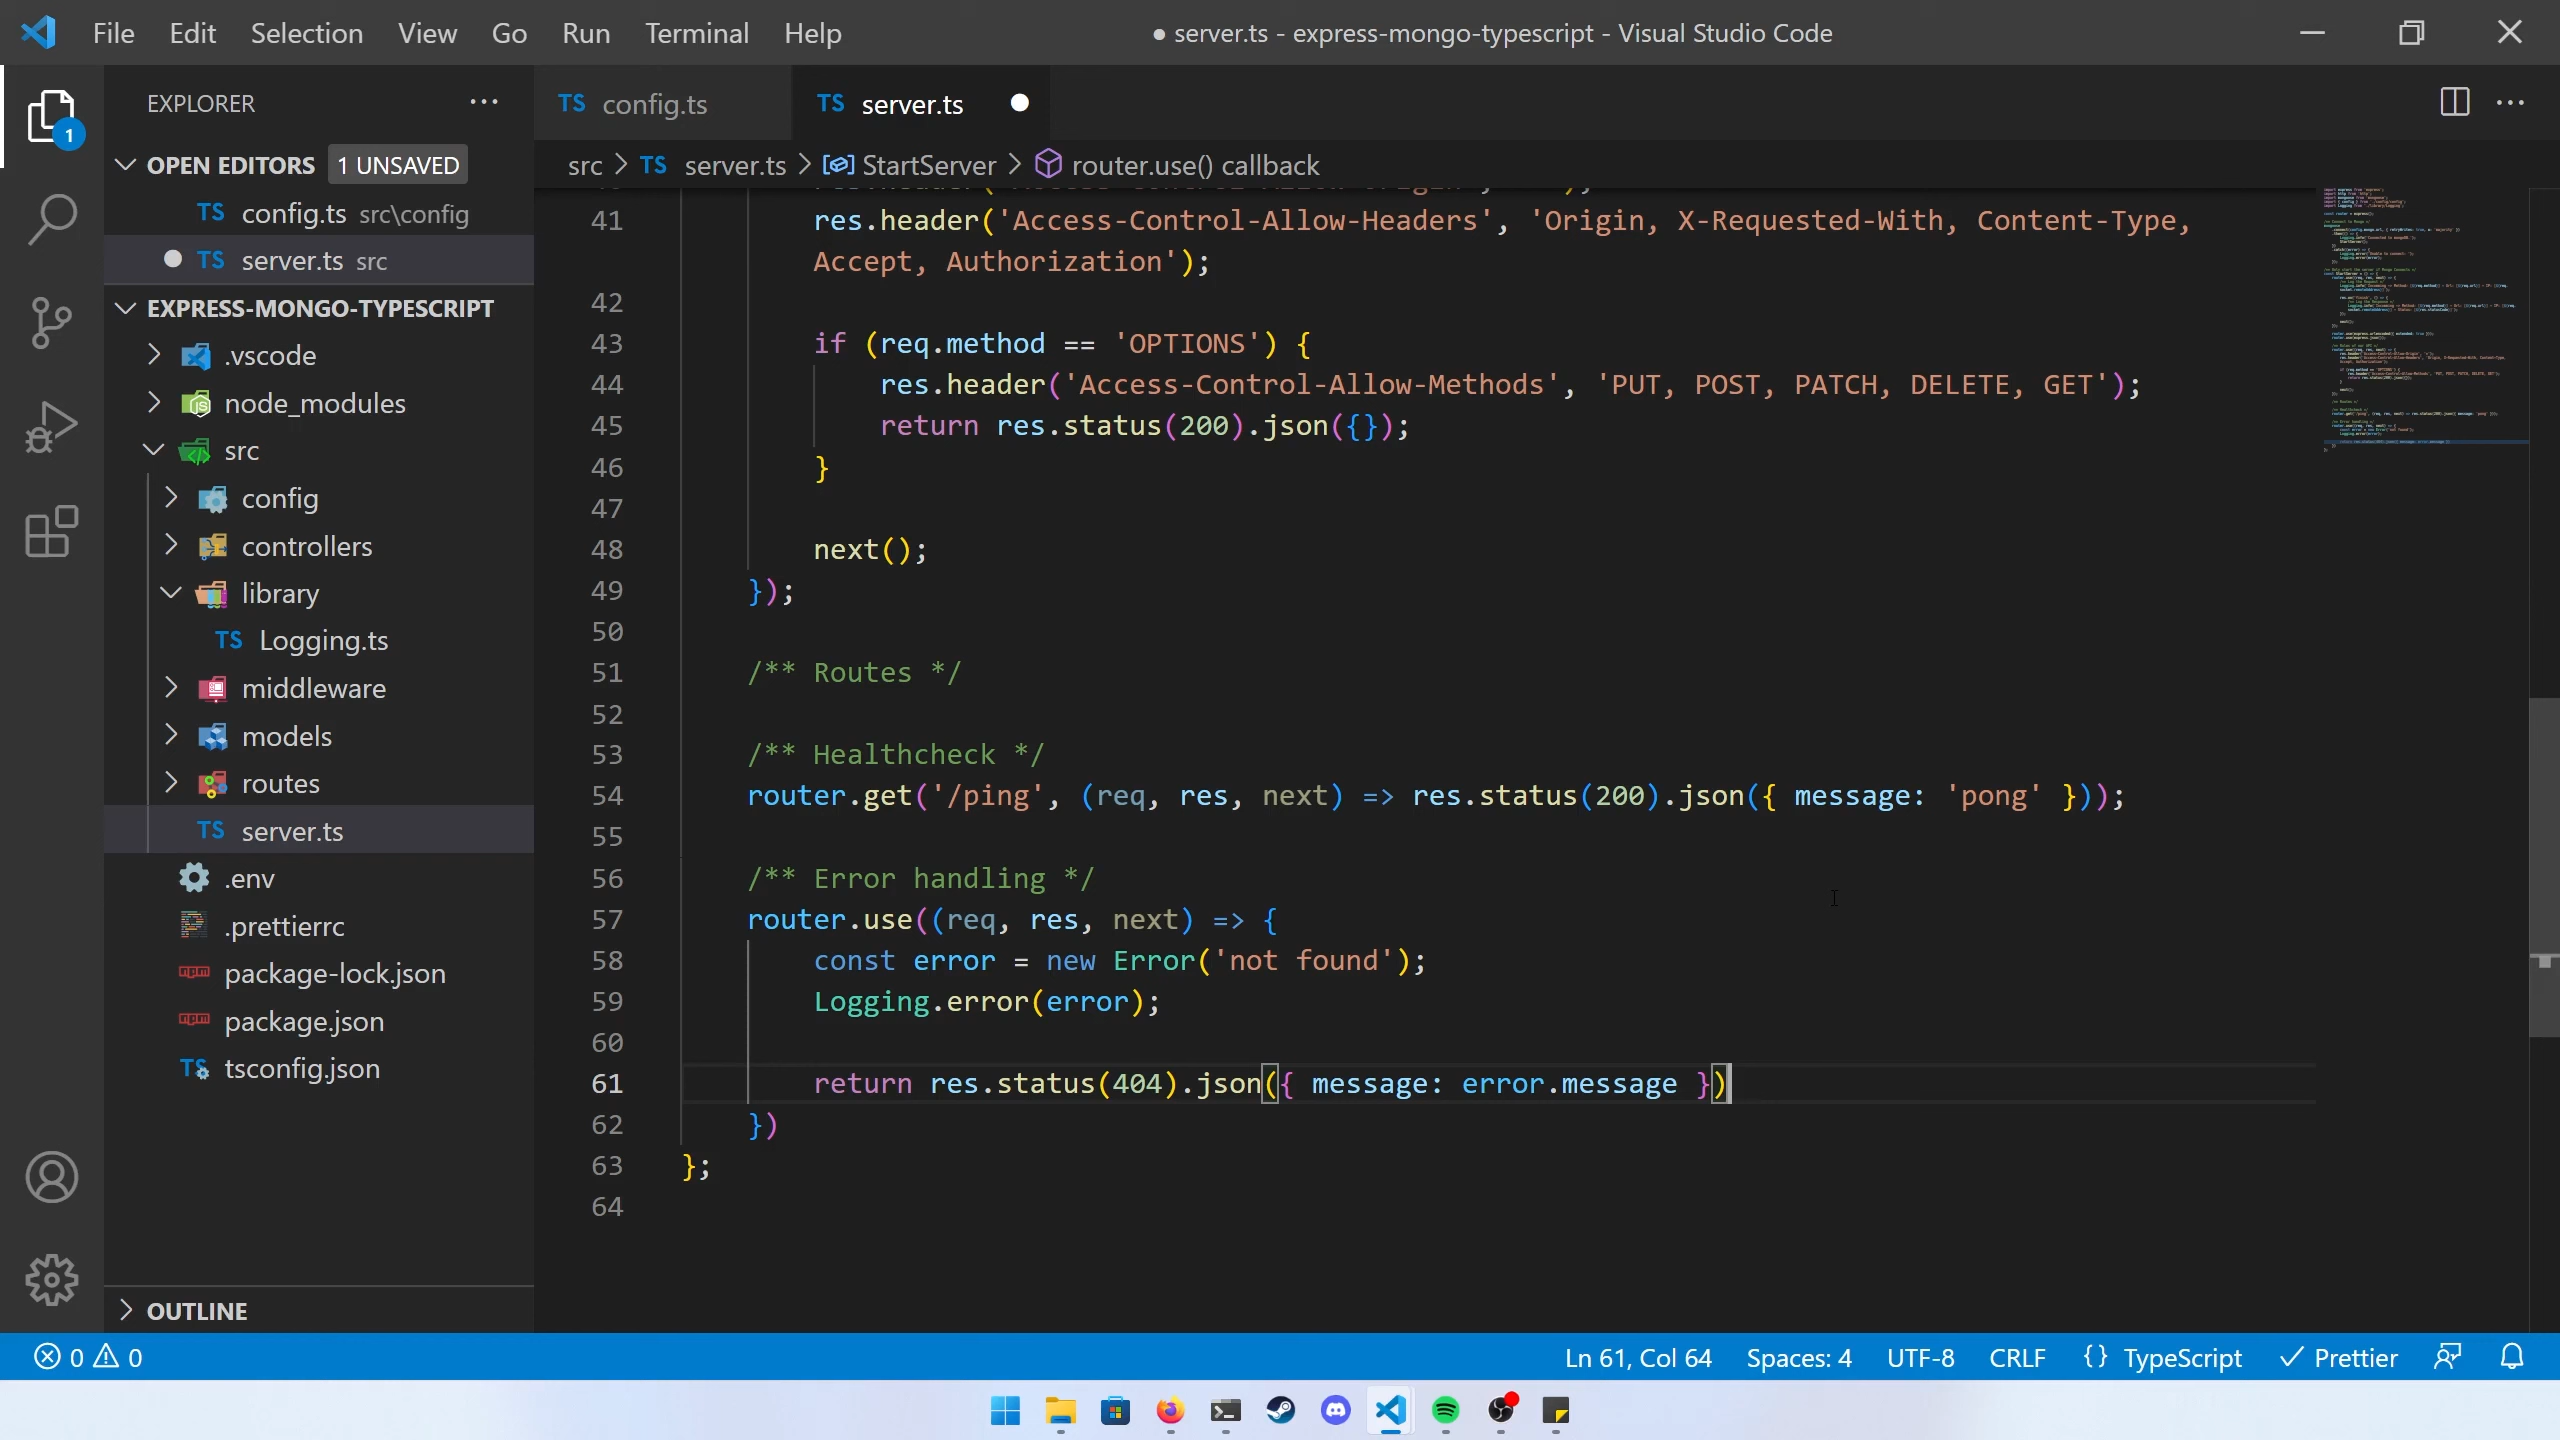 File Edit Selection View Go Run Terminal Help
● server.ts - express-mongo-typescript - Visual Studio Code
EXPLORER
TS config.ts
TS server.ts
OPEN EDITORS 1 UNSAVED
1
src > TS server.ts > StartServer > router.use() callback
TS config.ts src\config
TS server.ts src
EXPRESS-MONGO-TYPESCRIPT
.vscode
node_modules
src
config
controllers
library
TS Logging.ts
middleware
models
routes
TS server.ts
.env
.prettierrc
package-lock.json
package.json
tsconfig.json
OUTLINE
41 res.header('Access-Control-Allow-Headers', 'Origin, X-Requested-With, Content-Type,
Accept, Authorization');
42
43 if (req.method == 'OPTIONS') {
44 res.header('Access-Control-Allow-Methods', 'PUT, POST, PATCH, DELETE, GET');
45 return res.status(200).json({});
46 }
47
48 next();
49 });
50
51 /** Routes */
52
53 /** Healthcheck */
54 router.get('/ping', (req, res, next) => res.status(200).json({ message: 'pong' }));
55
56 /** Error handling */
57 router.use((req, res, next) => {
58 const error = new Error('not found');
59 Logging.error(error);
60
61 return res.status(404).json({ message: error.message })
62 })
63 };
64
0 0
Ln 61, Col 64 Spaces: 4 UTF-8 CRLF {} TypeScript Prettier